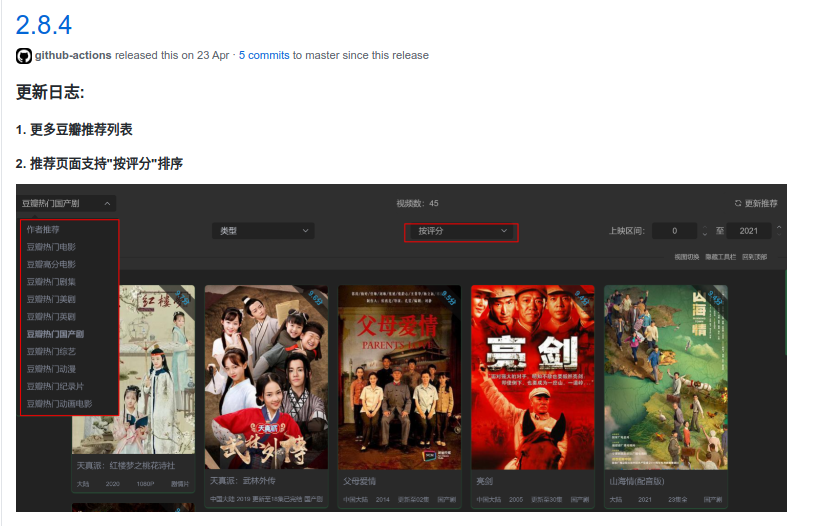 2.8.4
github-actions released this on 23 Apr · 5 commits to master since this release
更新日志:
1. 更多豆瓣推荐列表
2. 推荐页面支持"按评分"排序
豆瓣热门国产剧
视频数：45
更新推荐
类型
按评分
上映区间：
0
至
2021
视图切换 隐藏工具栏 回到顶部
作者推荐
豆瓣热门电影
豆瓣高分电影
豆瓣热门剧集
豆瓣热门美剧
豆瓣热门英剧
豆瓣热门国产剧
豆瓣热门综艺
豆瓣热门动漫
豆瓣热门纪录片
豆瓣热门动画电影
红楼梦
天真派
武林外传
9.5分
父母爱情
PARENTS LOVE
亮剑
山海情
天真派：红楼梦之桃花诗社
大陆 2020 1080P 剧情片
天真派：武林外传
中国大陆 2019 更新至16集已完结 国产剧
父母爱情
中国大陆 2014 更新至02集 国产剧
亮剑
中国大陆 2005 更新至30集 国产剧
山海情(配音版)
大陆 2021 23集全 国产剧